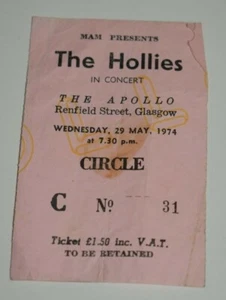 MAM PRESENTS
The Hollies
IN CONCERT
THE APOLLO
Renfield Street, Glasgow
WEDNESDAY, 29 MAY, 1974
at 7.30 p.m.
CIRCLE
C Nº 31
Ticket £1.50 inc. V.A.T.
TO BE RETAINED